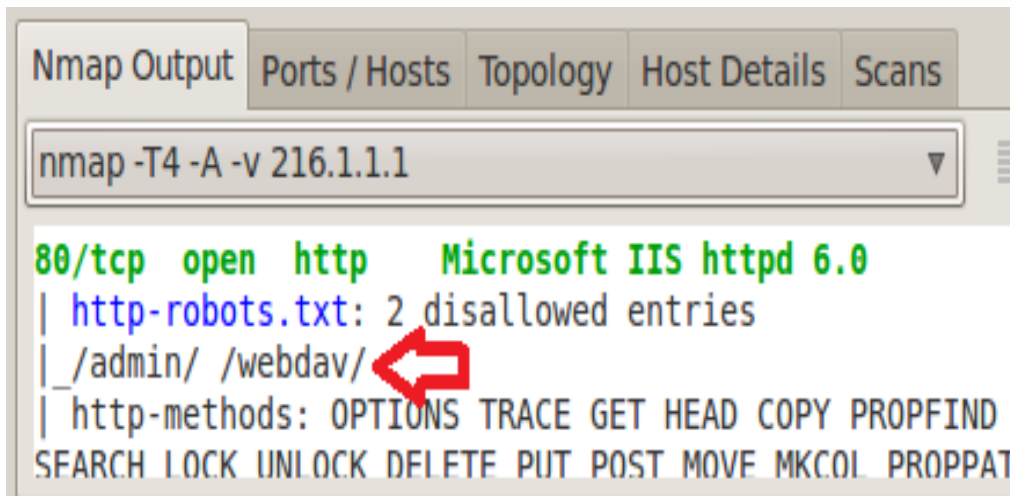 Nmap Output Ports / Hosts Topology Host Details Scans
nmap -T4 -A -v 216.1.1.1
80/tcp open http Microsoft IIS httpd 6.0
| http-robots.txt: 2 disallowed entries
|_/admin/ /webdav/
| http-methods: OPTIONS TRACE GET HEAD COPY PROPFIND
SEARCH LOCK UNLOCK DELETE PUT POST MOVE MKCOL PROPPAT